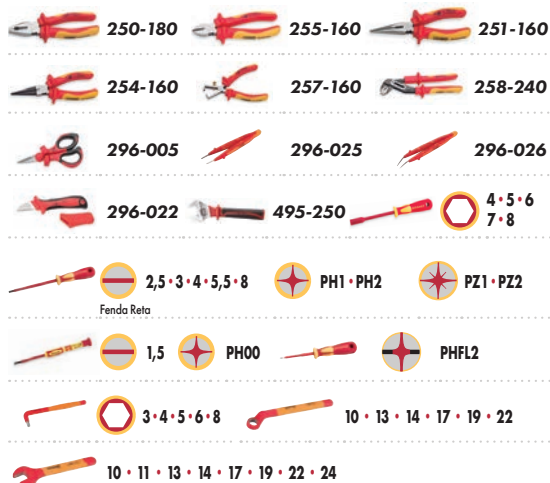 250-180 255-160 251-160
254-160 257-160 258-240
296-005 296-025 296-026
296-022 495-250 4•5•6
7•8
2,5•3•4•5,5•8 PH1•PH2 PZ1•PZ2
Fenda Reta
1,5 PH00 PHFL2
3•4•5•6•8 10 • 13 • 14 • 17 • 19 • 22
10 • 11 • 13 • 14 • 17 • 19 • 22 • 24